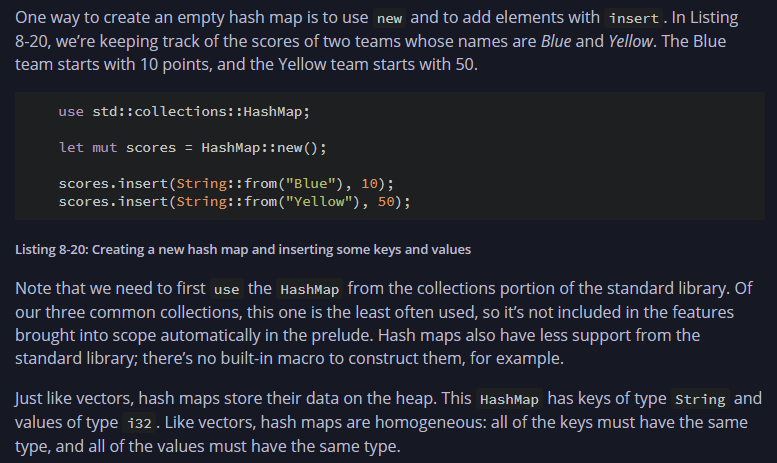 One way to create an empty hash map is to use new and to add elements with insert. In Listing
8-20, we’re keeping track of the scores of two teams whose names are Blue and Yellow. The Blue
team starts with 10 points, and the Yellow team starts with 50.
use std::collections::HashMap;
let mut scores = HashMap::new();
scores.insert(String::from("Blue"), 10);
scores.insert(String::from("Yellow"), 50);
Listing 8-20: Creating a new hash map and inserting some keys and values
Note that we need to first use the HashMap from the collections portion of the standard library. Of
our three common collections, this one is the least often used, so it’s not included in the features
brought into scope automatically in the prelude. Hash maps also have less support from the
standard library; there’s no built-in macro to construct them, for example.
Just like vectors, hash maps store their data on the heap. This HashMap has keys of type String and
values of type i32. Like vectors, hash maps are homogeneous: all of the keys must have the same
type, and all of the values must have the same type.